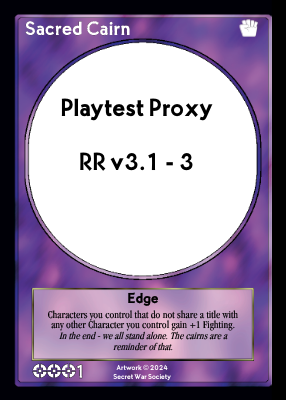 Sacred Cairn
Playtest Proxy
RR v3.1 - 3
Edge
Characters you control that do not share a title with
any other Character you control gain +1 Fighting.
In the end - we all stand alone. The cairns are a
reminder of that.
1
Artwork © 2024
Secret War Society